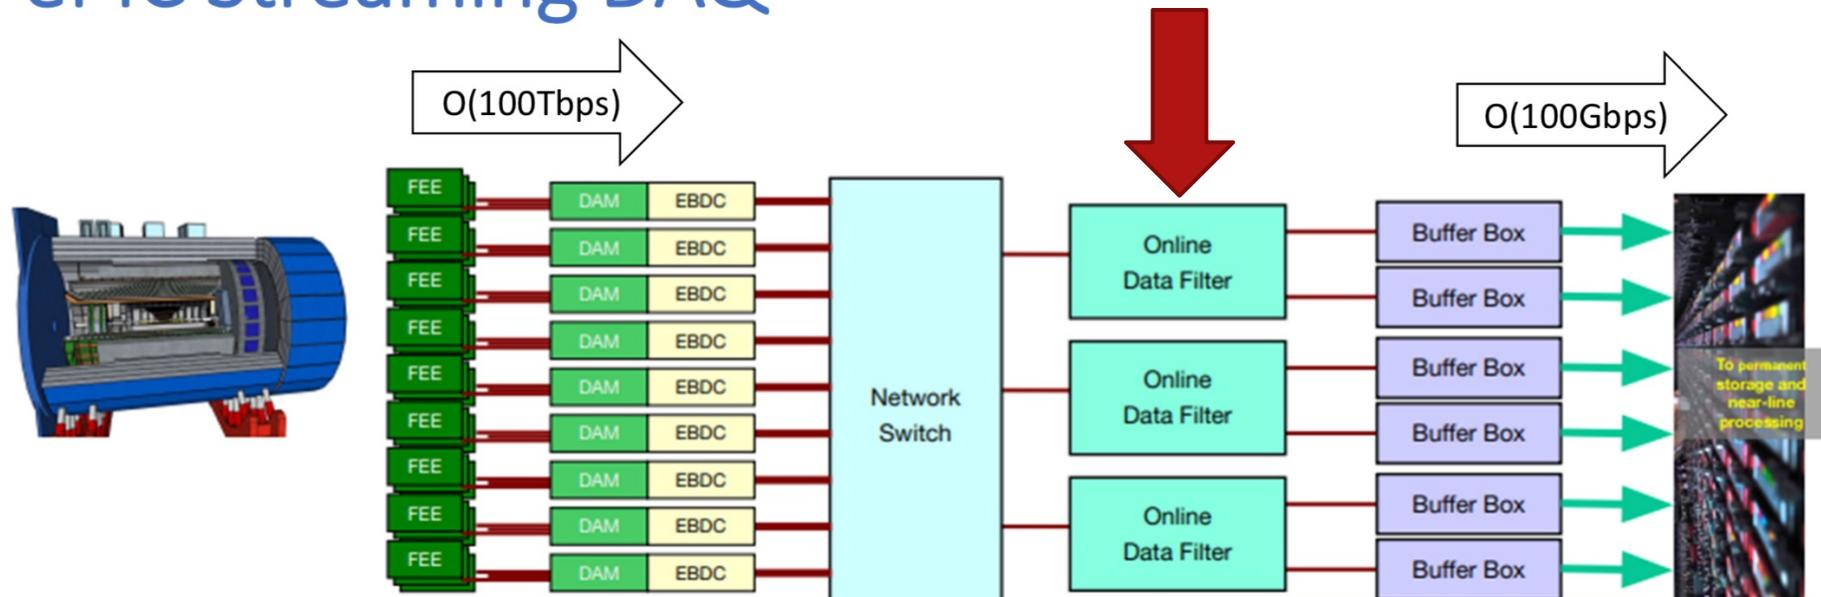 Streaming DAQ
O(100Tbps)
O(100Gbps)
FEE
FEE
FEE
FEE
FEE
FEE
FEE
FEE
FEE
DAM EBDC
DAM EBDC
DAM EBDC
DAM EBDC
DAM EBDC
DAM EBDC
DAM EBDC
DAM EBDC
DAM EBDC
Network
Switch
Online
Data Filter
Online
Data Filter
Online
Data Filter
Buffer Box
Buffer Box
Buffer Box
Buffer Box
Buffer Box
Buffer Box
To permanent
storage and
near-line
processing